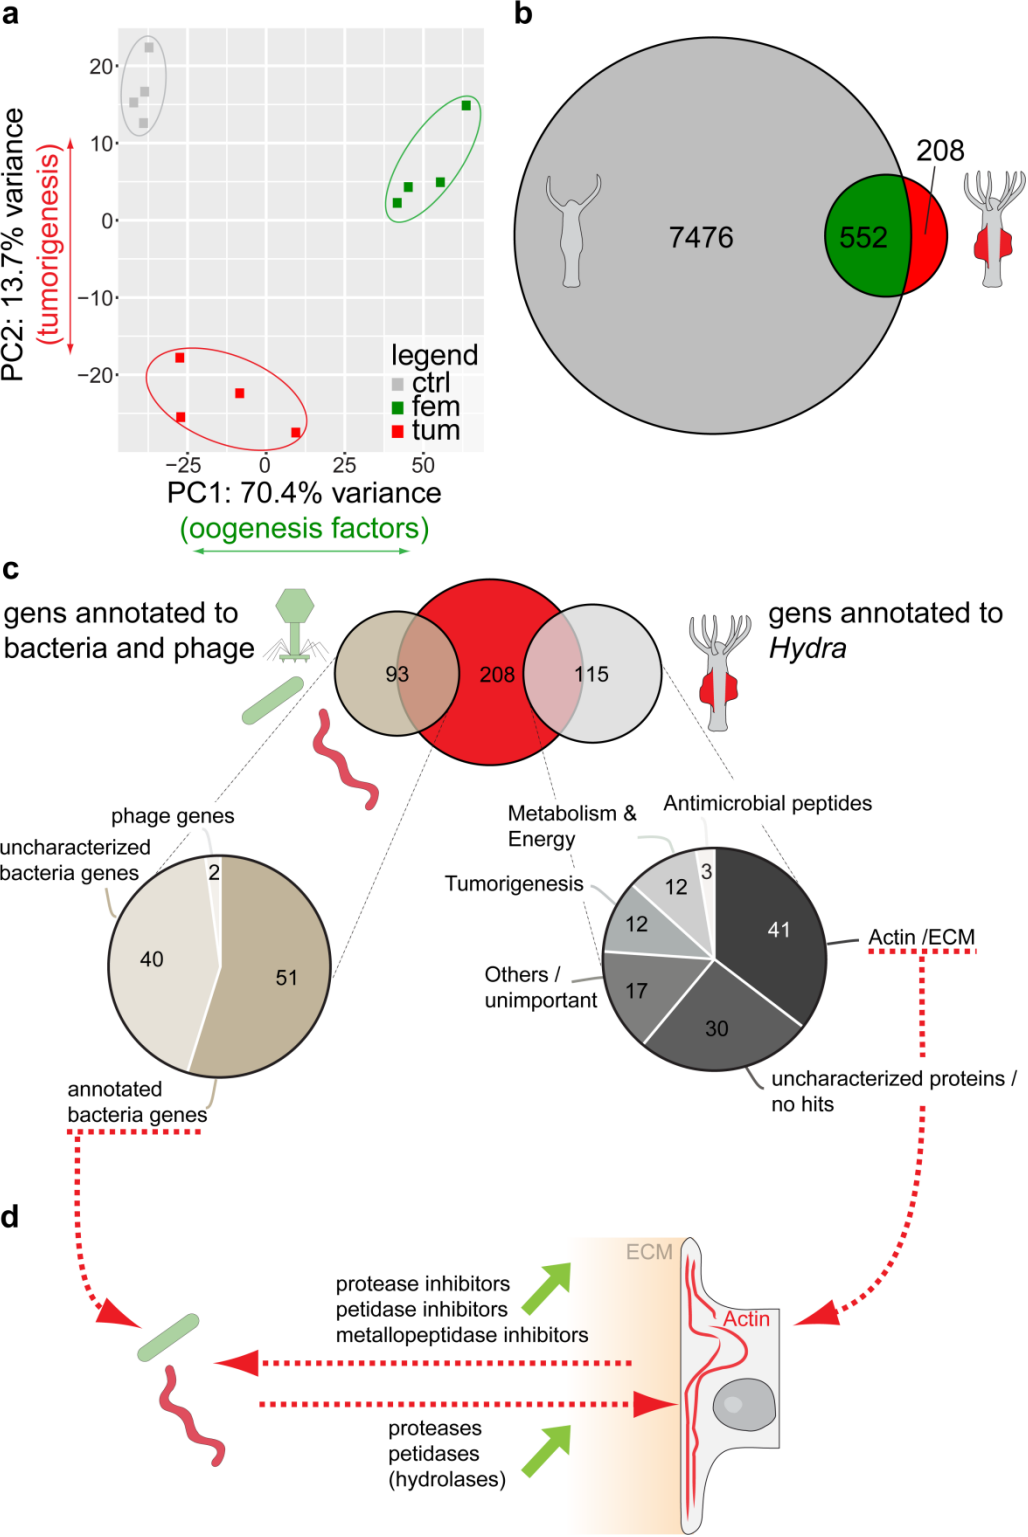 a
PC2: 13.7% variance
(tumorigenesis)
20
10
0
−10
−20
legend
ctrl
fem
tum
−25
0
25
50
PC1: 70.4% variance
(oogenesis factors)
b
7476
552
208
c
gens annotated to
bacteria and phage
93
208
115
gens annotated to
Hydra
phage genes
uncharacterized
bacteria genes
2
40
51
annotated
bacteria genes
Metabolism &
Energy
Antimicrobial peptides
Tumorigenesis
Others /
unimportant
3
12
12
17
30
41
Actin /ECM
uncharacterized proteins /
no hits
d
protease inhibitors
petidase inhibitors
metallopeptidase inhibitors
ECM
Actin
proteases
petidases
(hydrolases)